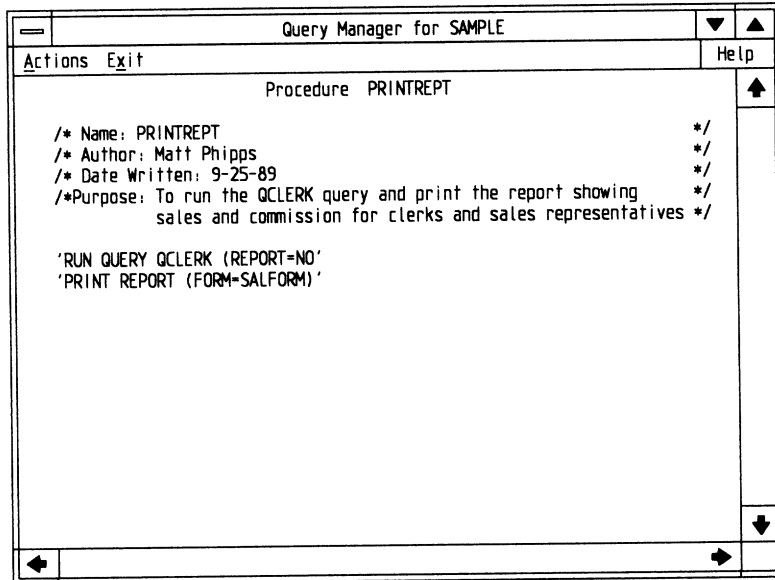 Query Manager for SAMPLE
Actions Exit Help
Procedure PRINTREPT
/* Name: PRINTREPT */
/* Author: Matt Phipps */
/* Date Written: 9-25-89 */
/*Purpose: To run the QCLERK query and print the report showing */
sales and commission for clerks and sales representatives */
'RUN QUERY QCLERK (REPORT=NO'
'PRINT REPORT (FORM=SALFORM)'